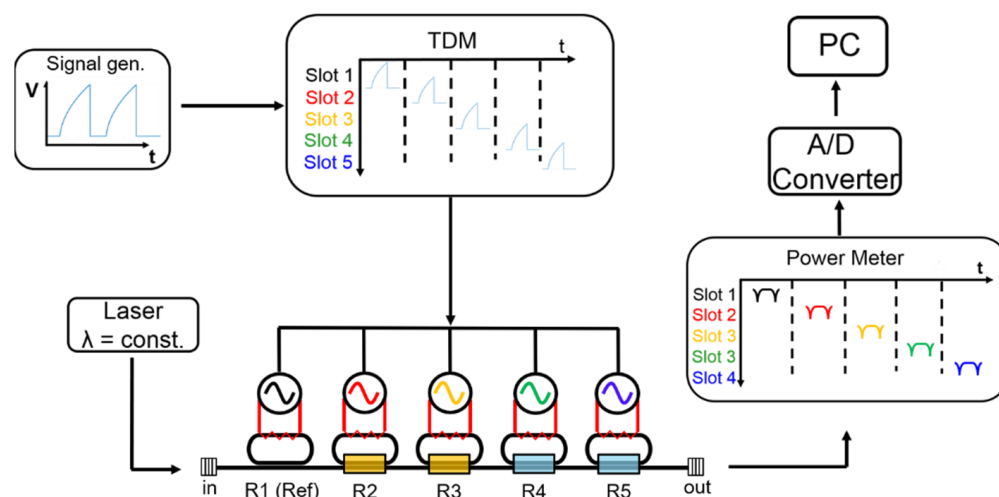 Signal gen.
V
t
TDM
t
Slot 1
Slot 2
Slot 3
Slot 4
Slot 5
PC
A/D
Converter
Power Meter
t
Slot 1
Slot 2
Slot 3
Slot 3
Slot 4
Laser
λ = const.
in
R1 (Ref)
R2
R3
R4
R5
out